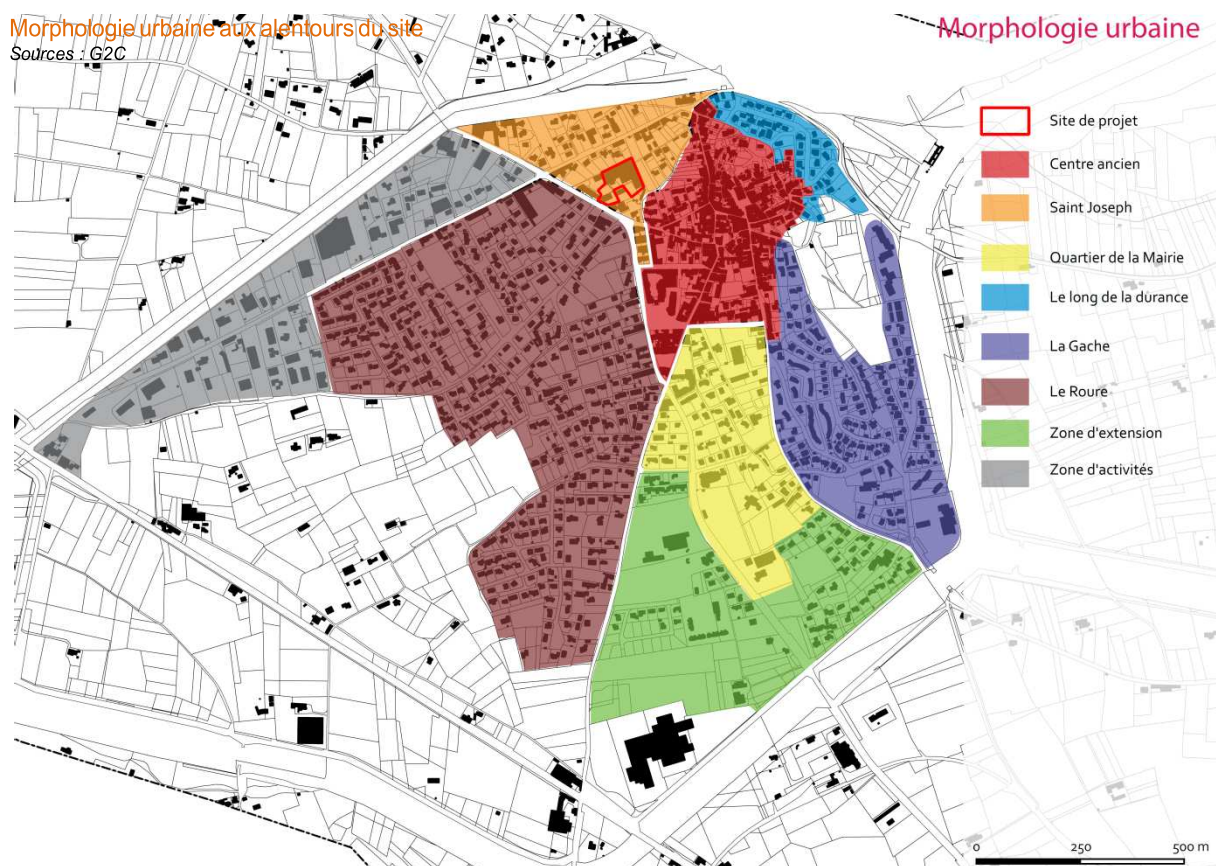 Morphologie urbaine aux alentours du site
Sources : G2C
Morphologie urbaine
Site de projet
Centre ancien
Saint Joseph
Quartier de la Mairie
Le long de la durance
La Gache
Le Roure
Zone d'extension
Zone d'activités
0 250 500 m